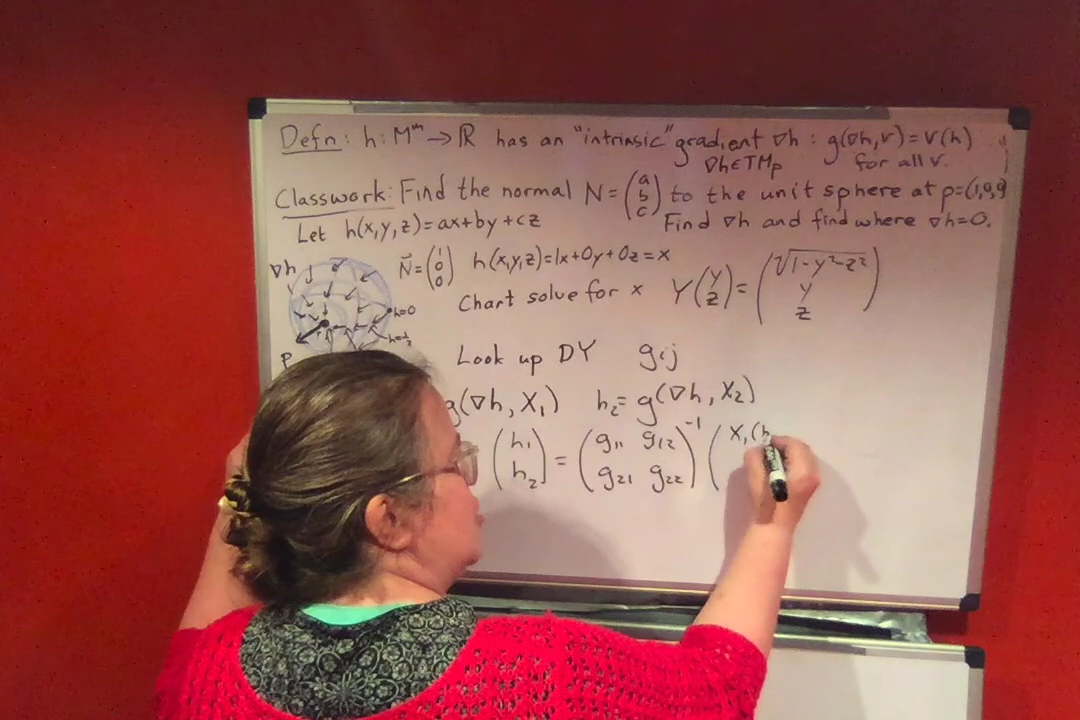 Defn: h: Mᵐ → ℝ has an "intrinsic" gradient ∇h : g(∇h, v) = v(h)
∇h∈TMp for all v.
Classwork: Find the normal N = (a b c) to the unit sphere at p=(1,0,0)
Let h(x,y,z)=ax+by+cz Find ∇h and find where ∇h=0.
∇h N⃗ = (1 0 0) h(x,y,z)=1x+0y+0z=x
Chart solve for x Y(y z) = (√1-y²-z² y z)
h=0
h=½
P Look up DY gij
g(∇h, X₁) h₂= g(∇h, X₂)
(h₁ h₂) = (g₁₁ g₁₂ g₂₁ g₂₂)⁻¹ (X₁(h